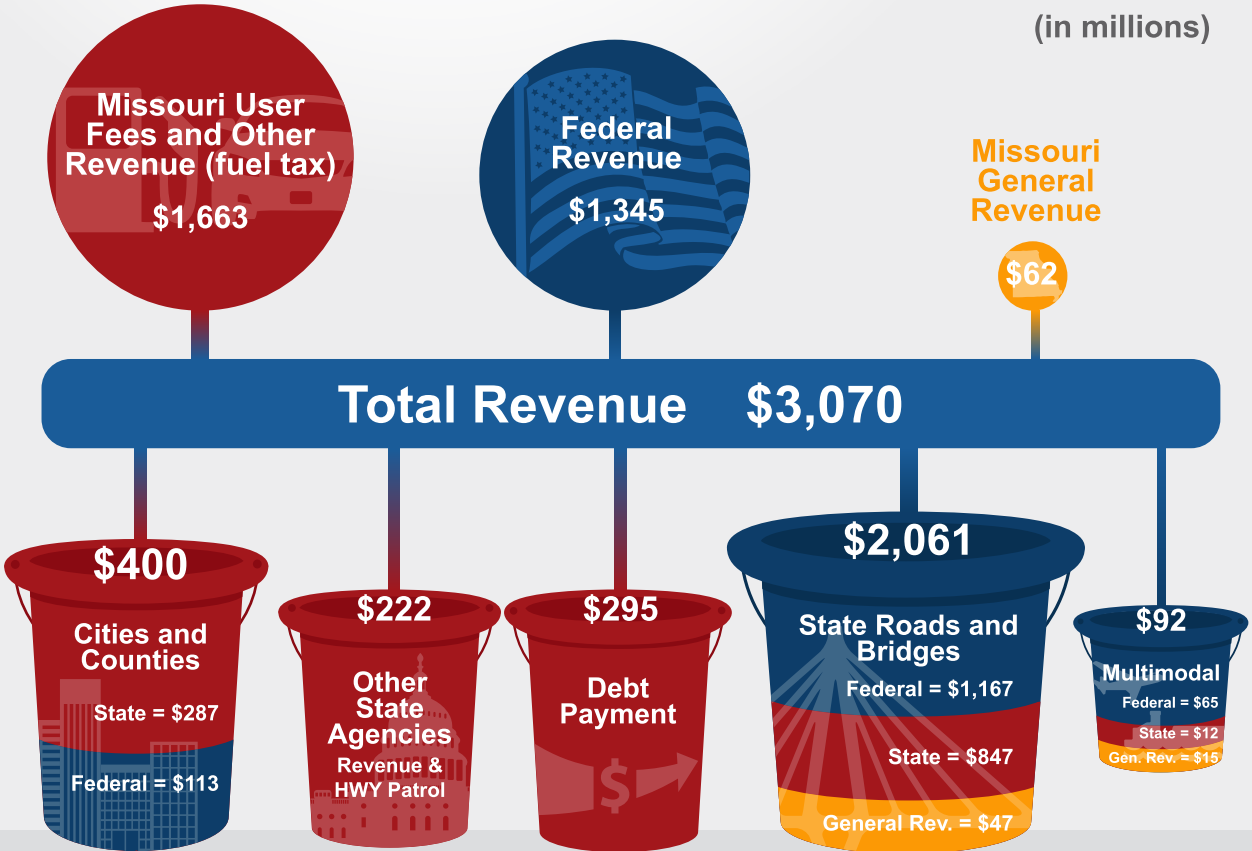 (in millions)
Missouri User
Fees and Other
Revenue (fuel tax)
$1,663
Federal
Revenue
$1,345
Missouri
General
Revenue
$62
Total Revenue $3,070
$400
Cities and
Counties
State = $287
Federal = $113
$222
Other
State
Agencies
Revenue &
HWY Patrol
$295
Debt
Payment
$
$2,061
State Roads and
Bridges
Federal = $1,167
State = $847
General Rev. = $47
$92
Multimodal
Federal = $65
State = $12
Gen. Rev. = $15